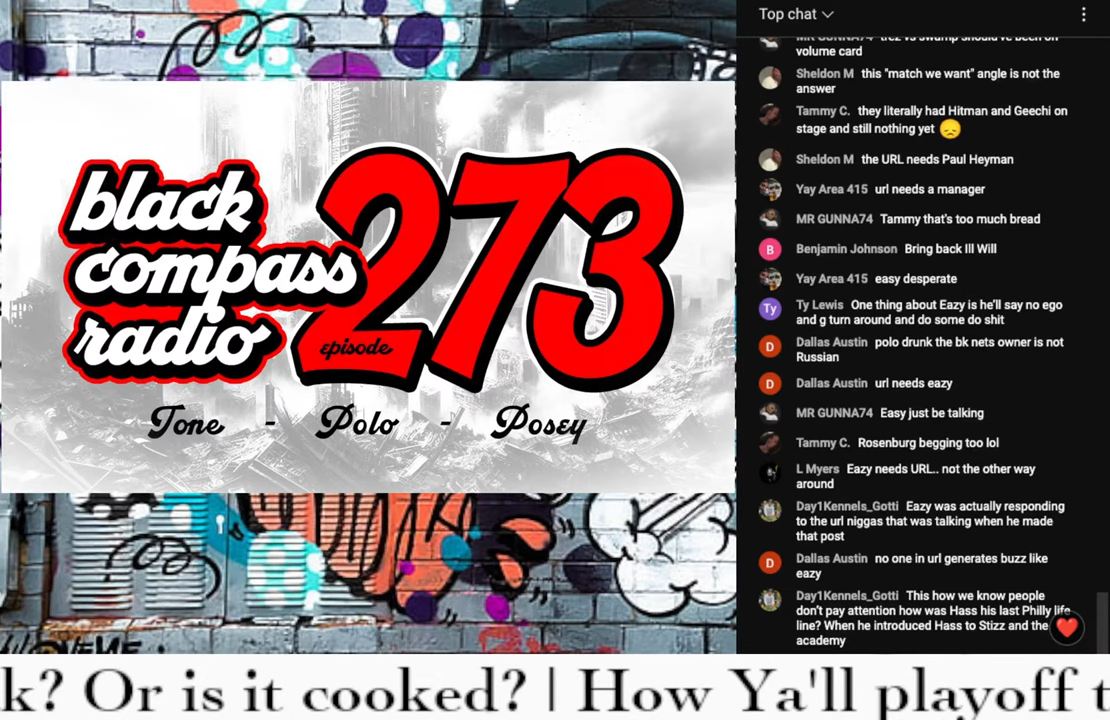 Top chat
MR GUNNA74 trez vs swamp should've been on
volume card
Sheldon M this "match we want" angle is not the
answer
Tammy C. they literally had Hitman and Geechi on
stage and still nothing yet 😞
Sheldon M the URL needs Paul Heyman
Yay Area 415 url needs a manager
MR GUNNA74 Tammy that's too much bread
B Benjamin Johnson Bring back Ill Will
Yay Area 415 easy desperate
Ty Ty Lewis One thing about Eazy is he'll say no ego
and g turn around and do some do shit
D Dallas Austin polo drunk the bk nets owner is not
Russian
D Dallas Austin url needs eazy
MR GUNNA74 Easy just be talking
Tammy C. Rosenburg begging too lol
L Myers Eazy needs URL.. not the other way
around
Day1Kennels_Gotti Eazy was actually responding
to the url niggas that was talking when he made
that post
D Dallas Austin no one in url generates buzz like
eazy
Day1Kennels_Gotti This how we know people
don't pay attention how was Hass his last Philly life
line? When he introduced Hass to Stizz and the
academy
black
compass
radio
273
episode
Tone - Polo - Posey
k? Or is it cooked? | How Ya'll playoff t